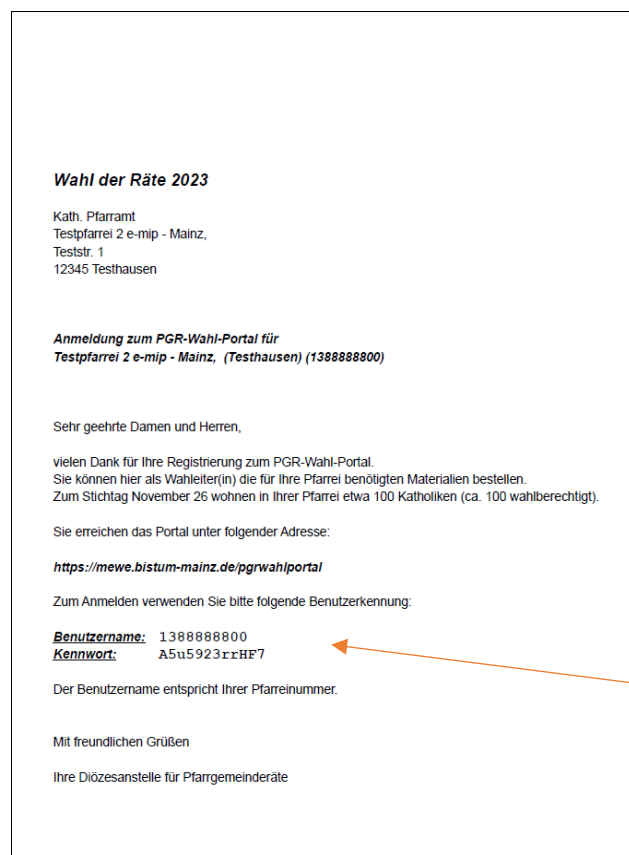 Wahl der Räte 2023
Kath. Pfarramt
Testpfarrei 2 e-mip - Mainz,
Teststr. 1
12345 Testhausen
Anmeldung zum PGR-Wahl-Portal für
Testpfarrei 2 e-mip - Mainz, (Testhausen) (1388888800)
Sehr geehrte Damen und Herren,
vielen Dank für Ihre Registrierung zum PGR-Wahl-Portal.
Sie können hier als Wahleiter(in) die für Ihre Pfarrei benötigten Materialien bestellen.
Zum Stichtag November 26 wohnen in Ihrer Pfarrei etwa 100 Katholiken (ca. 100 wahlberechtigt).
Sie erreichen das Portal unter folgender Adresse:
https://mewe.bistum-mainz.de/pgrwahlportal
Zum Anmelden verwenden Sie bitte folgende Benutzerkennung:
Benutzername: 1388888800
Kennwort: A5u5923rrHF7
Der Benutzername entspricht Ihrer Pfarreinummer.
Mit freundlichen Grüßen
Ihre Diözesanstelle für Pfarrgemeinderäte